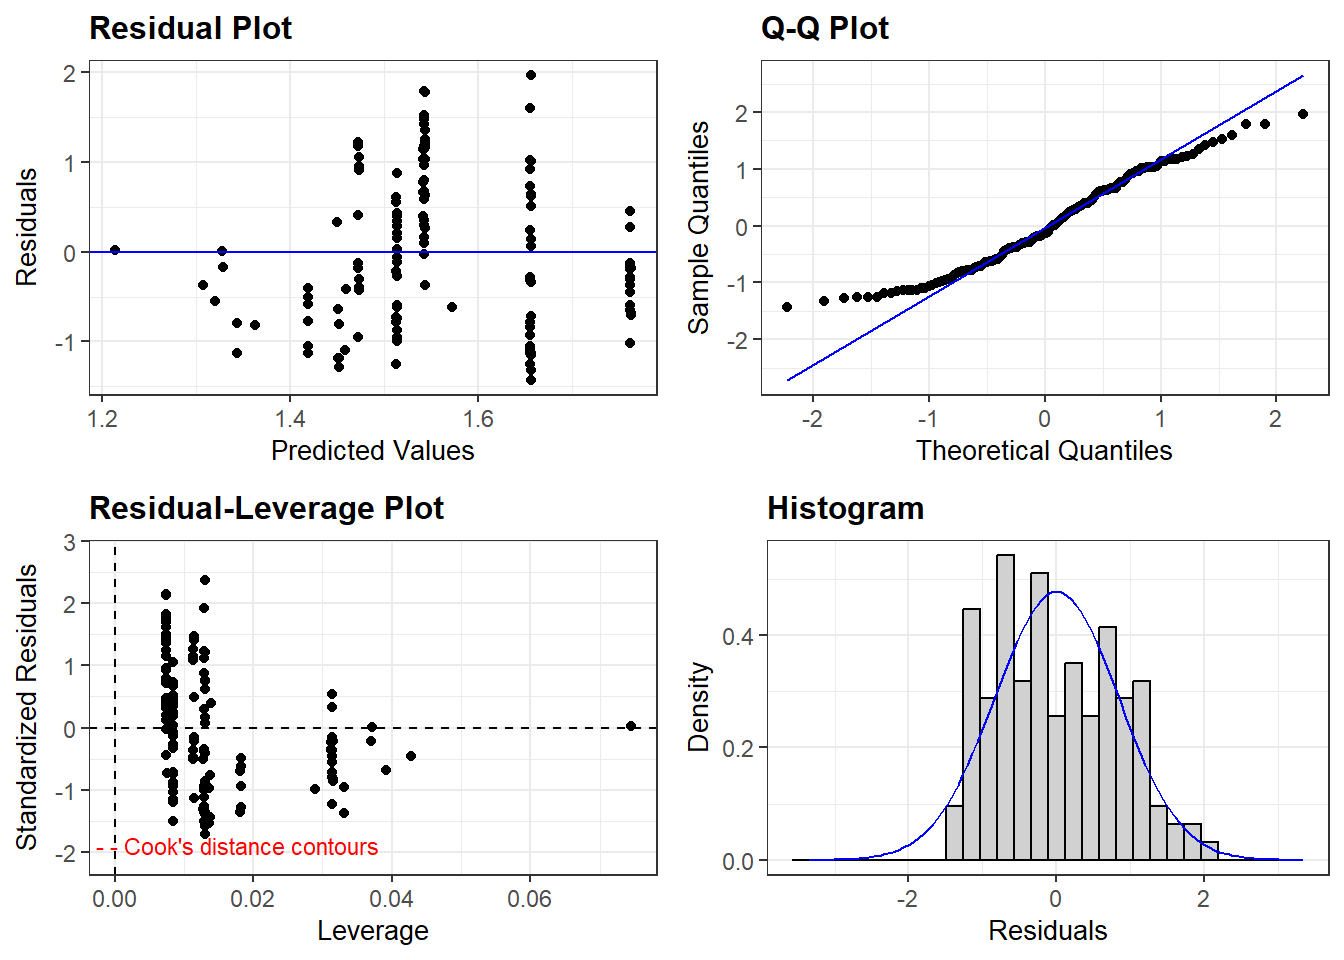 Residual Plot
2
1
0
-1
Residuals
1.2
1.4
1.6
Predicted Values
Q-Q Plot
2
1
0
-1
-2
Sample Quantiles
-2
-1
0
1
2
Theoretical Quantiles
Residual-Leverage Plot
3
2
1
0
-1
-2
Standardized Residuals
- - Cook's distance contours
0.00
0.02
0.04
0.06
Leverage
Histogram
0.4
0.2
0.0
Density
-2
0
2
Residuals